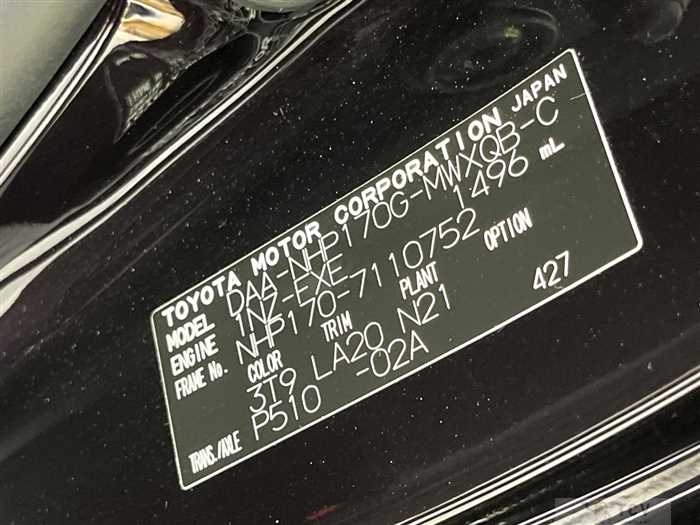 TOYOTA MOTOR CORPORATION JAPAN
MODEL DAA-NHP170G-MWXQB-C
ENGINE 1NZ-EXE 1496 mL
FRAME No. NHP170-7110752
COLOR TRIM PLANT OPTION
3T9 LA20 N21 427
TRANS./AXLE P510 -02A